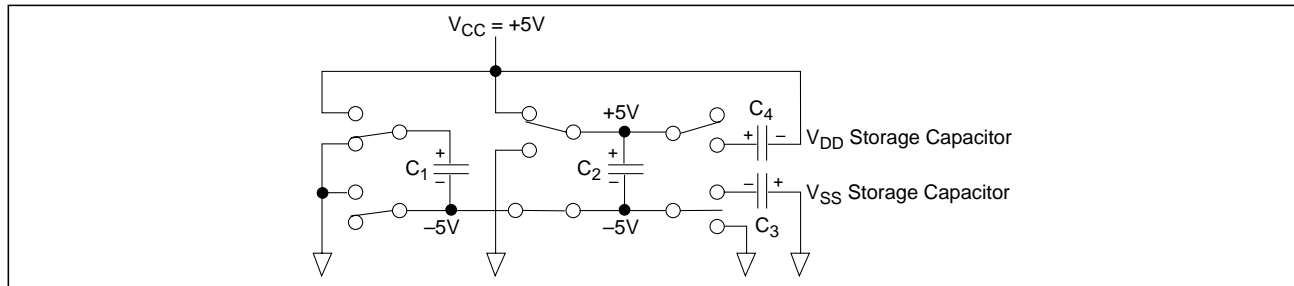 V_CC = +5V
+5V
C_4
+ –
V_DD Storage Capacitor
+
C_1
–
+
C_2
–
– +
V_SS Storage Capacitor
C_3
–5V
–5V